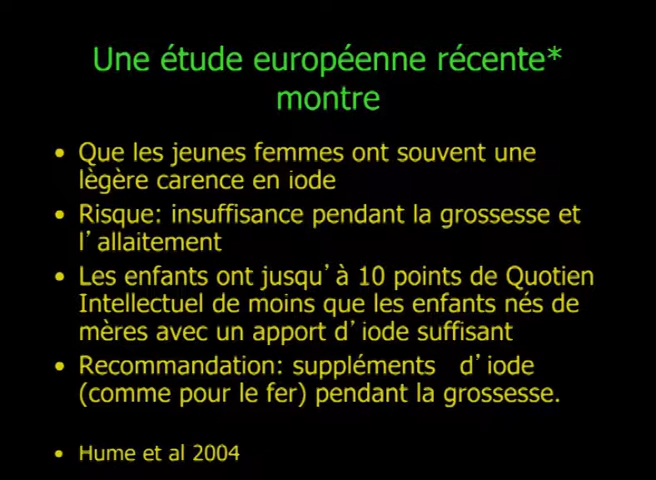 Une étude européenne récente*
montre
• Que les jeunes femmes ont souvent une
lègère carence en iode
• Risque: insuffisance pendant la grossesse et
l’allaitement
• Les enfants ont jusqu’à 10 points de Quotien
Intellectuel de moins que les enfants nés de
mères avec un apport d’iode suffisant
• Recommandation: suppléments d’iode
(comme pour le fer) pendant la grossesse.
• Hume et al 2004